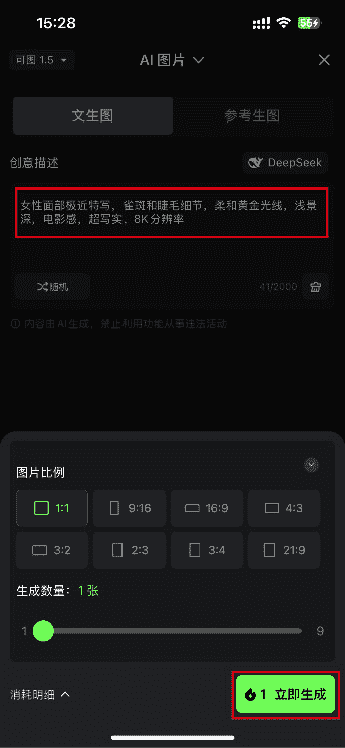 15:28
55
可图 1.5
AI 图片
文生图
参考生图
创意描述
DeepSeek
女性面部极近特写，雀斑和睫毛细节，柔和黄金光线，浅景
深，电影感，超写实，8K分辨率
随机
41/2000
内容由AI生成，禁止利用功能从事违法活动
图片比例
1:1
9:16
16:9
4:3
3:2
2:3
3:4
21:9
生成数量：1 张
1
9
消耗明细
1 立即生成